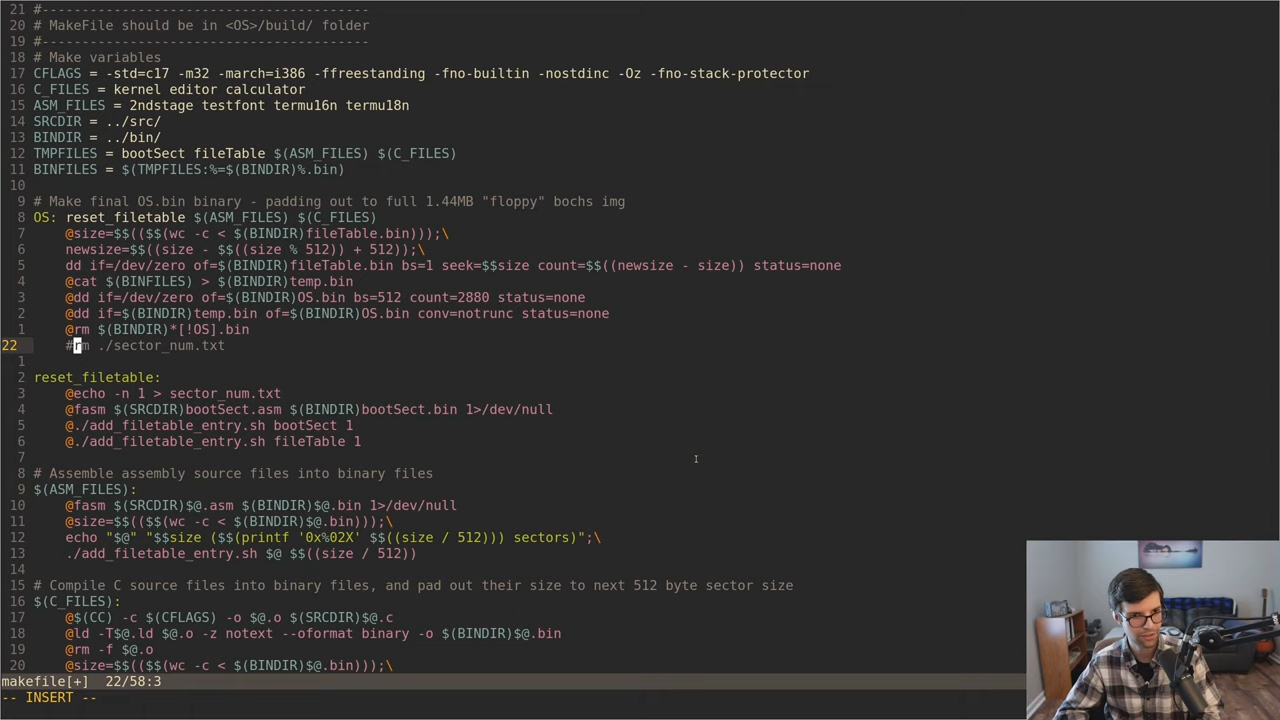 21 #-----------------------------------------
20 # MakeFile should be in <OS>/build/ folder
19 #-----------------------------------------
18 # Make variables
17 CFLAGS = -std=c17 -m32 -march=i386 -ffreestanding -fno-builtin -nostdinc -Oz -fno-stack-protector
16 C_FILES = kernel editor calculator
15 ASM_FILES = 2ndstage testfont termu16n termu18n
14 SRCDIR = ../src/
13 BINDIR = ../bin/
12 TMPFILES = bootSect fileTable $(ASM_FILES) $(C_FILES)
11 BINFILES = $(TMPFILES:%=$(BINDIR)%.bin)
10
9 # Make final OS.bin binary - padding out to full 1.44MB "floppy" bochs img
8 OS: reset_filetable $(ASM_FILES) $(C_FILES)
7     @size=$$(($$(wc -c < $(BINDIR)fileTable.bin)));\
6     newsize=$$((size - $$((size % 512)) + 512));\
5     dd if=/dev/zero of=$(BINDIR)fileTable.bin bs=1 seek=$$size count=$$((newsize - size)) status=none
4     @cat $(BINFILES) > $(BINDIR)temp.bin
3     @dd if=/dev/zero of=$(BINDIR)OS.bin bs=512 count=2880 status=none
2     @dd if=$(BINDIR)temp.bin of=$(BINDIR)OS.bin conv=notrunc status=none
1     @rm $(BINDIR)*[!OS].bin
22     #rm ./sector_num.txt
1
2 reset_filetable:
3     @echo -n 1 > sector_num.txt
4     @fasm $(SRCDIR)bootSect.asm $(BINDIR)bootSect.bin 1>/dev/null
5     @./add_filetable_entry.sh bootSect 1
6     @./add_filetable_entry.sh fileTable 1
7
8 # Assemble assembly source files into binary files
9 $(ASM_FILES):
10     @fasm $(SRCDIR)$@.asm $(BINDIR)$@.bin 1>/dev/null
11     @size=$$(($$(wc -c < $(BINDIR)$@.bin)));\
12     echo "$@" "$$size ($$(printf '0x%02X' $$((size / 512))) sectors)";\
13     ./add_filetable_entry.sh $@ $$((size / 512))
14
15 # Compile C source files into binary files, and pad out their size to next 512 byte sector size
16 $(C_FILES):
17     @$(CC) -c $(CFLAGS) -o $@.o $(SRCDIR)$@.c
18     @ld -T$@.ld $@.o -z notext --oformat binary -o $(BINDIR)$@.bin
19     @rm -f $@.o
20     @size=$$(($$(wc -c < $(BINDIR)$@.bin)));\
makefile[+] 22/58:3
-- INSERT --